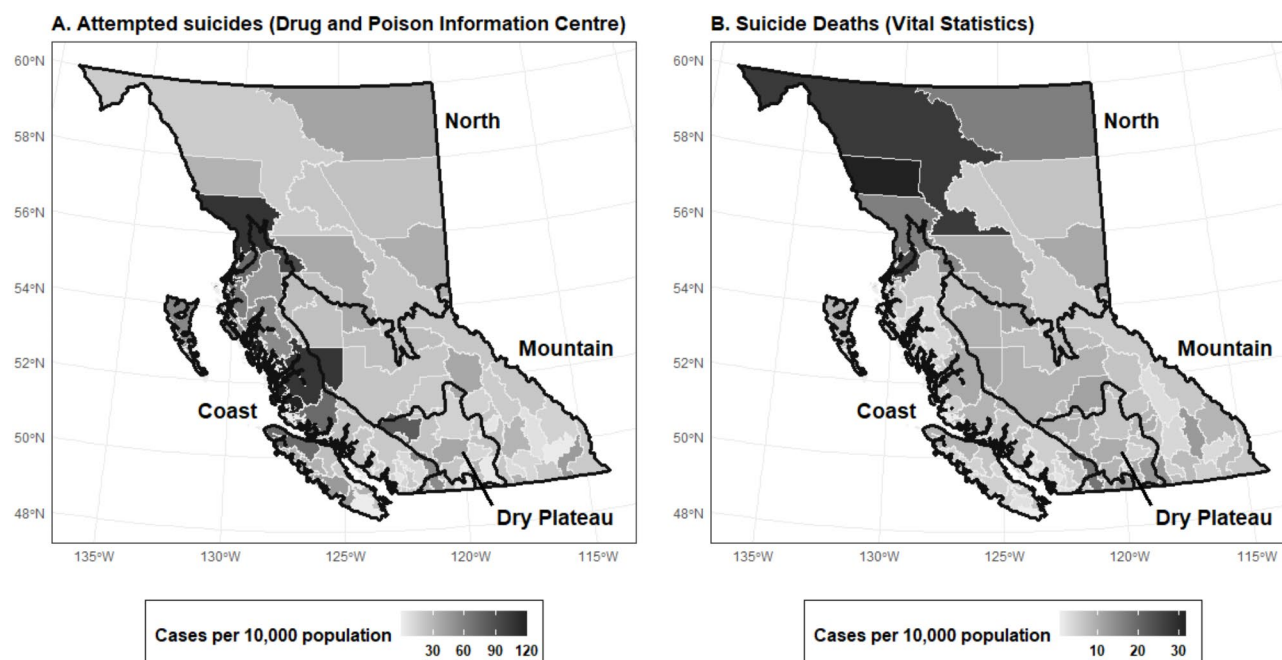 A. Attempted suicides (Drug and Poison Information Centre)
60°N
58°N
56°N
54°N
52°N
50°N
48°N
North
Mountain
Coast
Dry Plateau
135°W
130°W
125°W
120°W
115°W
Cases per 10,000 population
30 60 90 120
B. Suicide Deaths (Vital Statistics)
60°N
58°N
56°N
54°N
52°N
50°N
48°N
North
Mountain
Coast
Dry Plateau
135°W
130°W
125°W
120°W
115°W
Cases per 10,000 population
10 20 30